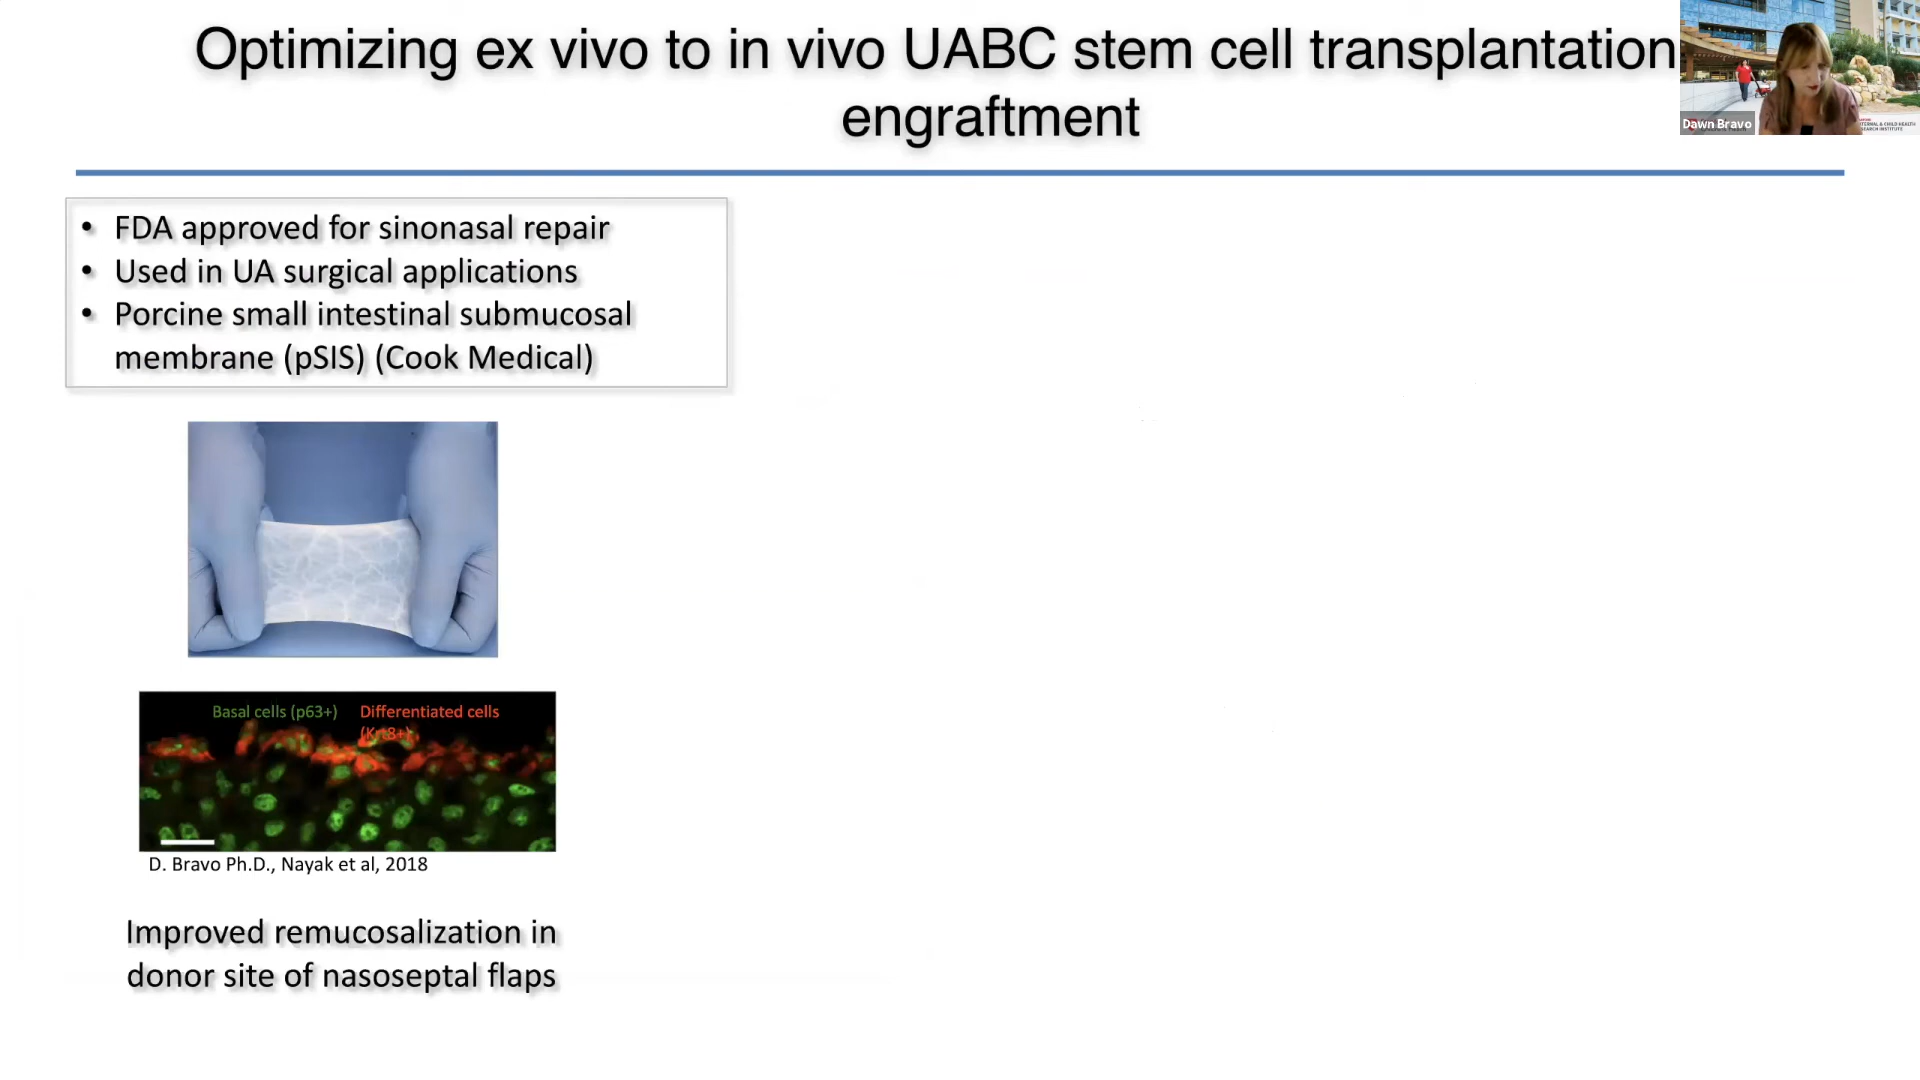 Optimizing ex vivo to in vivo UABC stem cell transplantation
engraftment
Dawn Bravo
• FDA approved for sinonasal repair
• Used in UA surgical applications
• Porcine small intestinal submucosal
membrane (pSIS) (Cook Medical)
Basal cells (p63+) Differentiated cells
(Krt8+)
D. Bravo Ph.D., Nayak et al, 2018
Improved remucosalization in
donor site of nasoseptal flaps